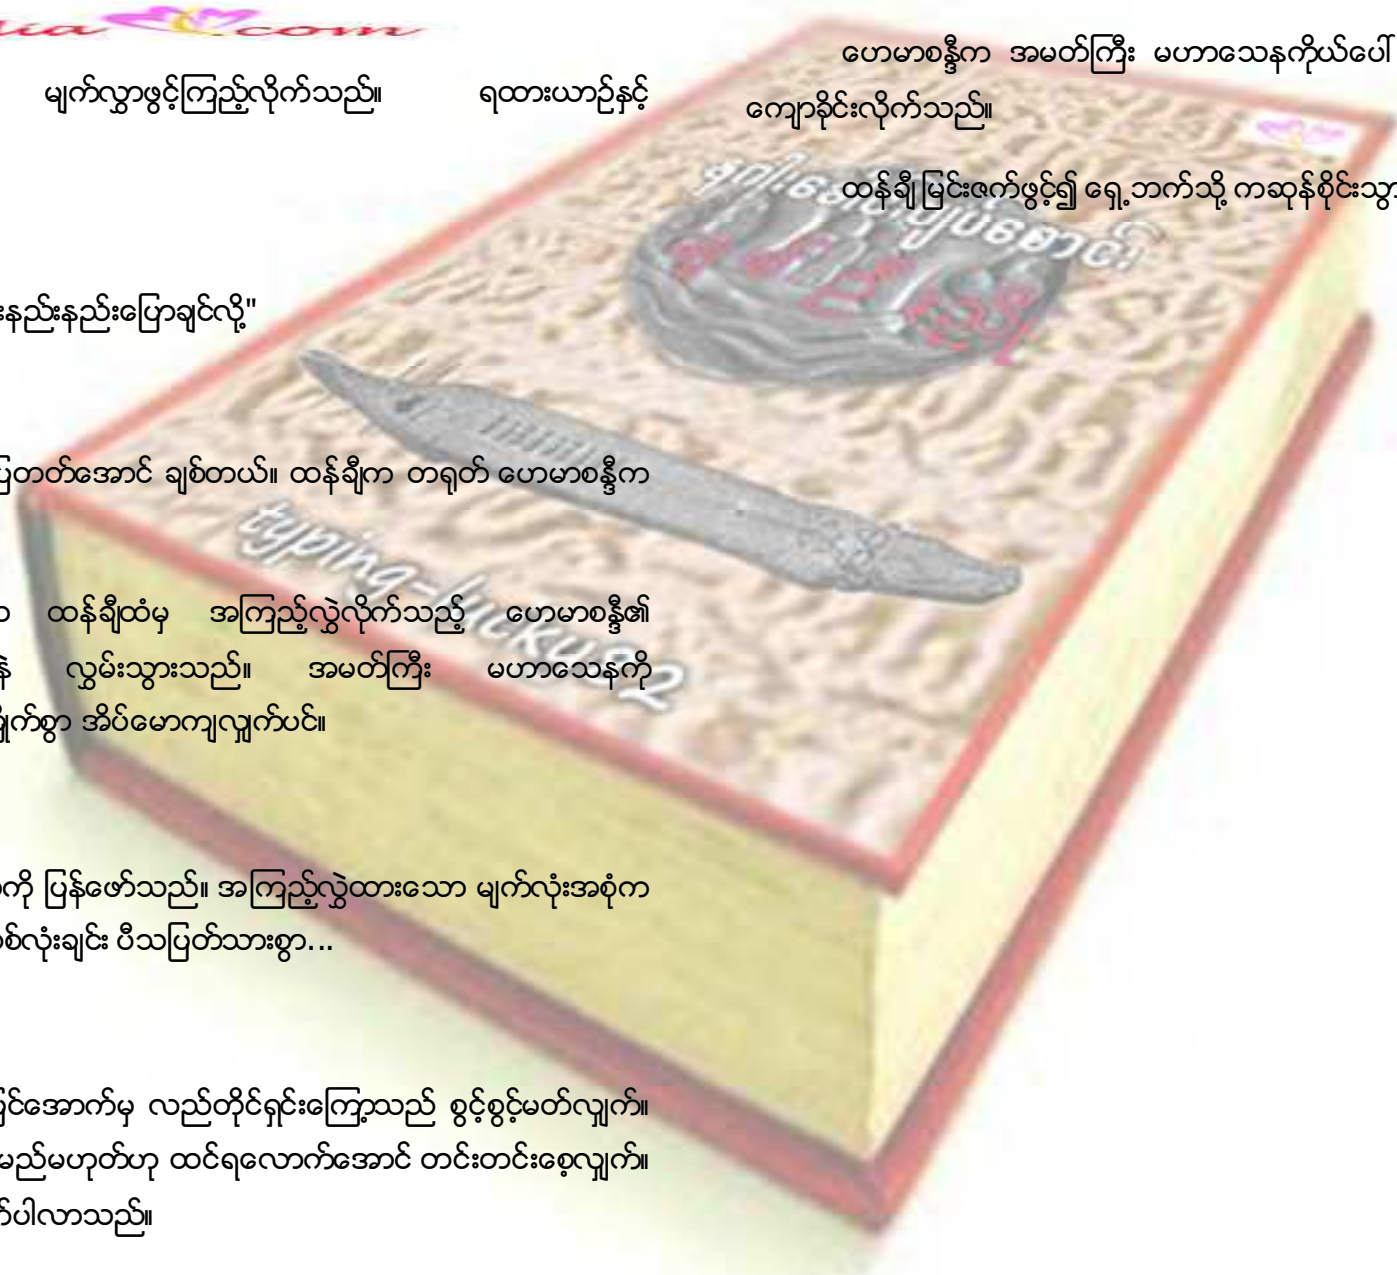 com
မျက်လွှာဖွင့်ကြည့်လိုက်သည်။ ရထားယာဉ်နှင့်
နည်းနည်းပြောချင်လို့"
ချစ်တယ်။ ထန်ချီက တရုတ် ဟေမာစန္ဒီက
ထန်ချီထံမှ အကြည့်လွှဲလိုက်သည့် ဟေမာစန္ဒီ၏
လွှမ်းသွားသည်။ အမတ်ကြီး မဟာသေနကို
အိပ်မောကျလျှက်ပင်။
ပြန်ဖော်သည်။ အကြည့်လွှဲထားသော မျက်လုံးအစုံက
ပီသပြတ်သားစွာ...
လည်တိုင်ရှင်းကြော့သည် စွင့်စွင့်မတ်လျှက်။
ထင်ရလောက်အောင် တင်းတင်းစေ့လျှက်။
ပါလာသည်။
ဟေမာစန္ဒီက အမတ်ကြီး မဟာသေနကိုယ်ပေါ်
ကျောခိုင်းလိုက်သည်။
ထန်ချီ မြင်းဇက်ဖွင့်၍ ရှေ့ဘက်သို့ ကဆုန်စိုင်းသွာ
typing-lucku92